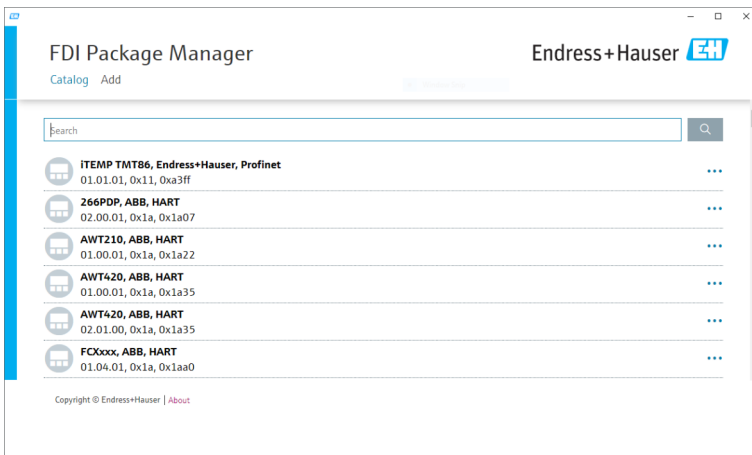 FDI Package Manager
Endress+Hauser EH
Catalog Add
Search
iTEMP TMT86, Endress+Hauser, Profinet
01.01.01, 0x11, 0xa3ff
266PDP, ABB, HART
02.00.01, 0x1a, 0x1a07
AWT210, ABB, HART
01.00.01, 0x1a, 0x1a22
AWT420, ABB, HART
01.00.01, 0x1a, 0x1a35
AWT420, ABB, HART
02.01.00, 0x1a, 0x1a35
FCXxxx, ABB, HART
01.04.01, 0x1a, 0x1aa0
Copyright © Endress+Hauser | About